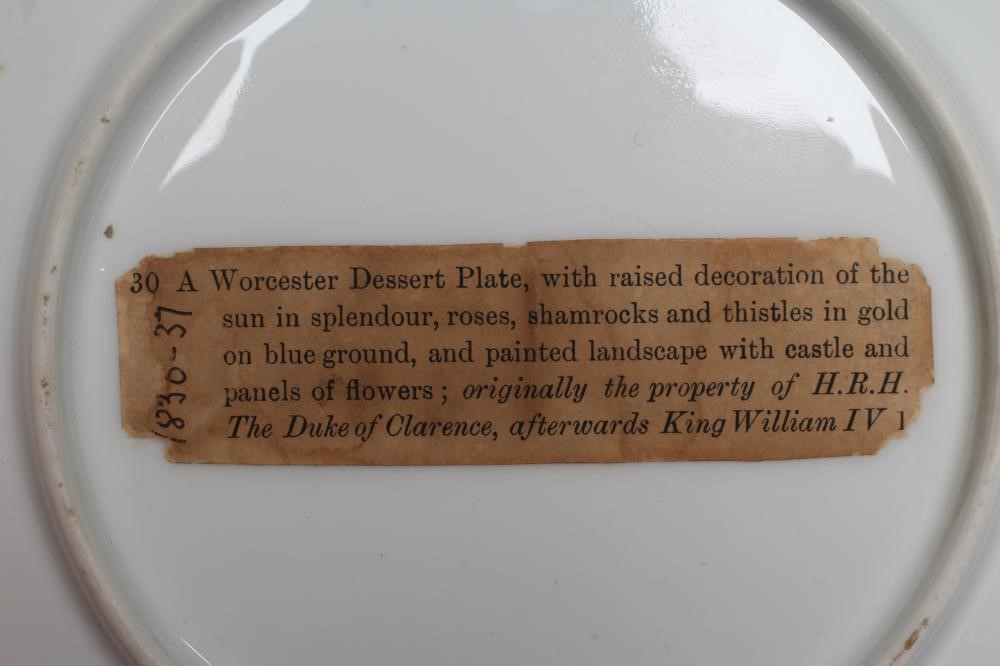 30 A Worcester Dessert Plate, with raised decoration of the
sun in splendour, roses, shamrocks and thistles in gold
on blue ground, and painted landscape with castle and
panels of flowers; originally the property of H.R.H.
The Duke of Clarence, afterwards King William IV 1
1830-37